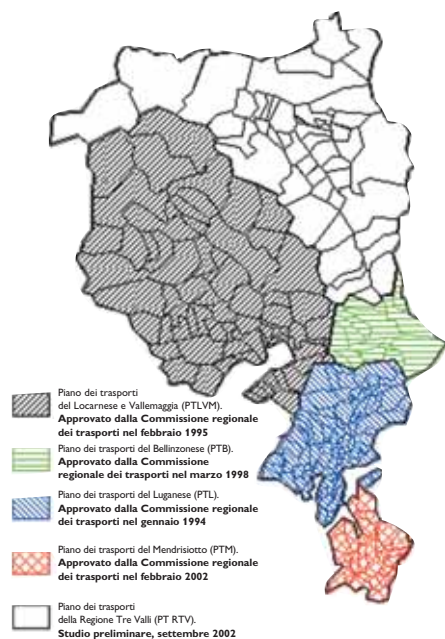 Piano dei trasporti
del Locarnese e Vallemaggia (PTLVM).
Approvato dalla Commissione regionale
dei trasporti nel febbraio 1995
Piano dei trasporti del Bellinzonese (PTB).
Approvato dalla Commissione
regionale dei trasporti nel marzo 1998
Piano dei trasporti del Luganese (PTL).
Approvato dalla Commissione regionale
dei trasporti nel gennaio 1994
Piano dei trasporti del Mendrisiotto (PTM).
Approvato dalla Commissione regionale
dei trasporti nel febbraio 2002
Piano dei trasporti
della Regione Tre Valli (PT RTV).
Studio preliminare, settembre 2002